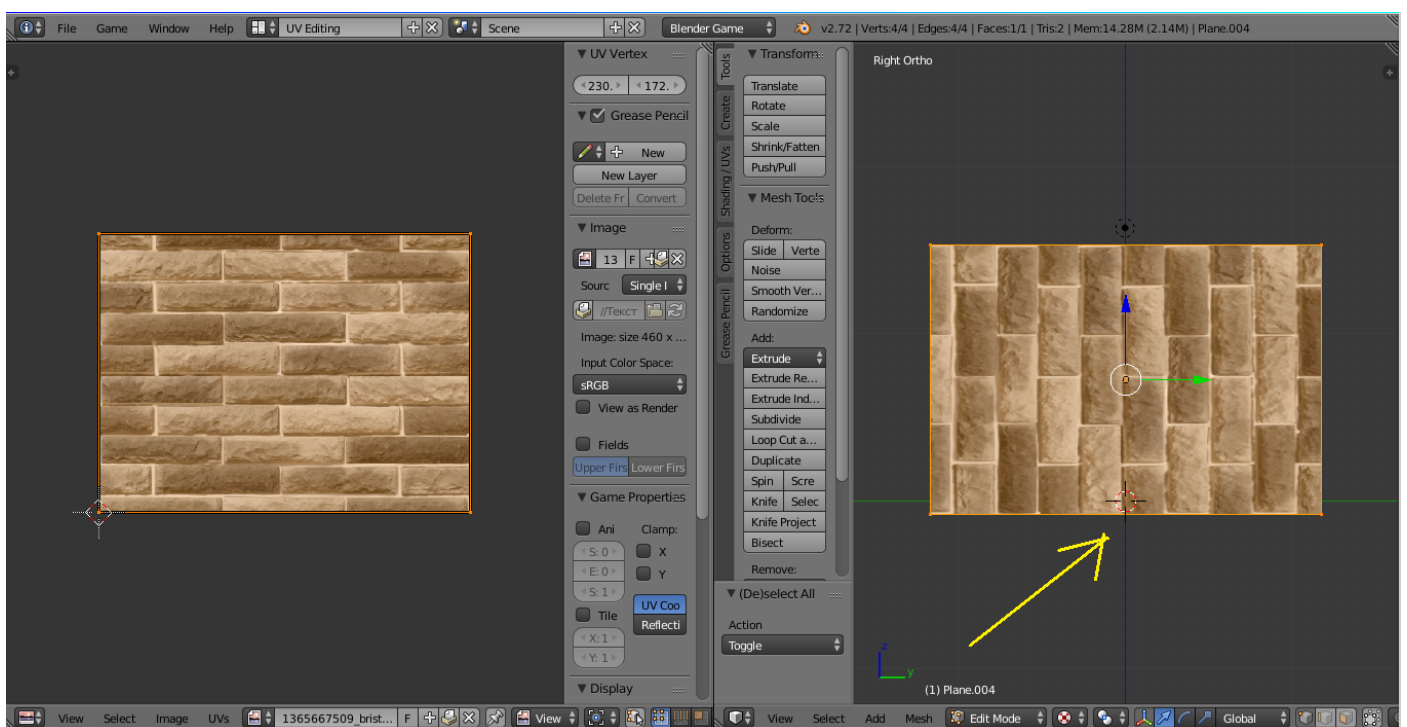 File Game Window Help UV Editing Scene Blender Game v2.72 | Verts:4/4 | Edges:4/4 | Faces:1/1 | Tris:2 | Mem:14.28M (2.14M) | Plane.004
UV Vertex
230. 172.
Grease Pencil
New
New Layer
Delete Fr Convert
Image
13 F
Sourc Single I
//Текст
Image: size 460 x ...
Input Color Space:
sRGB
View as Render
Fields
Upper Firs Lower Firs
Game Properties
Ani Clamp:
S: 0 X
E: 0 Y
S: 1
UV Coo
Tile Reflecti
X: 1
Y: 1
Display
Tools
Create
Shading / UVs
Options
Grease Pencil
Transform
Translate
Rotate
Scale
Shrink/Fatten
Push/Pull
Mesh Tools
Deform:
Slide Verte
Noise
Smooth Ver...
Randomize
Add:
Extrude
Extrude Re...
Extrude Ind...
Subdivide
Loop Cut a...
Duplicate
Spin Scre
Knife Selec
Knife Project
Bisect
Remove:
(De)select All
Action
Toggle
Right Ortho
z
y
(1) Plane.004
View Select Image UVs 1365667509_brist... F View
View Select Add Mesh Edit Mode Global